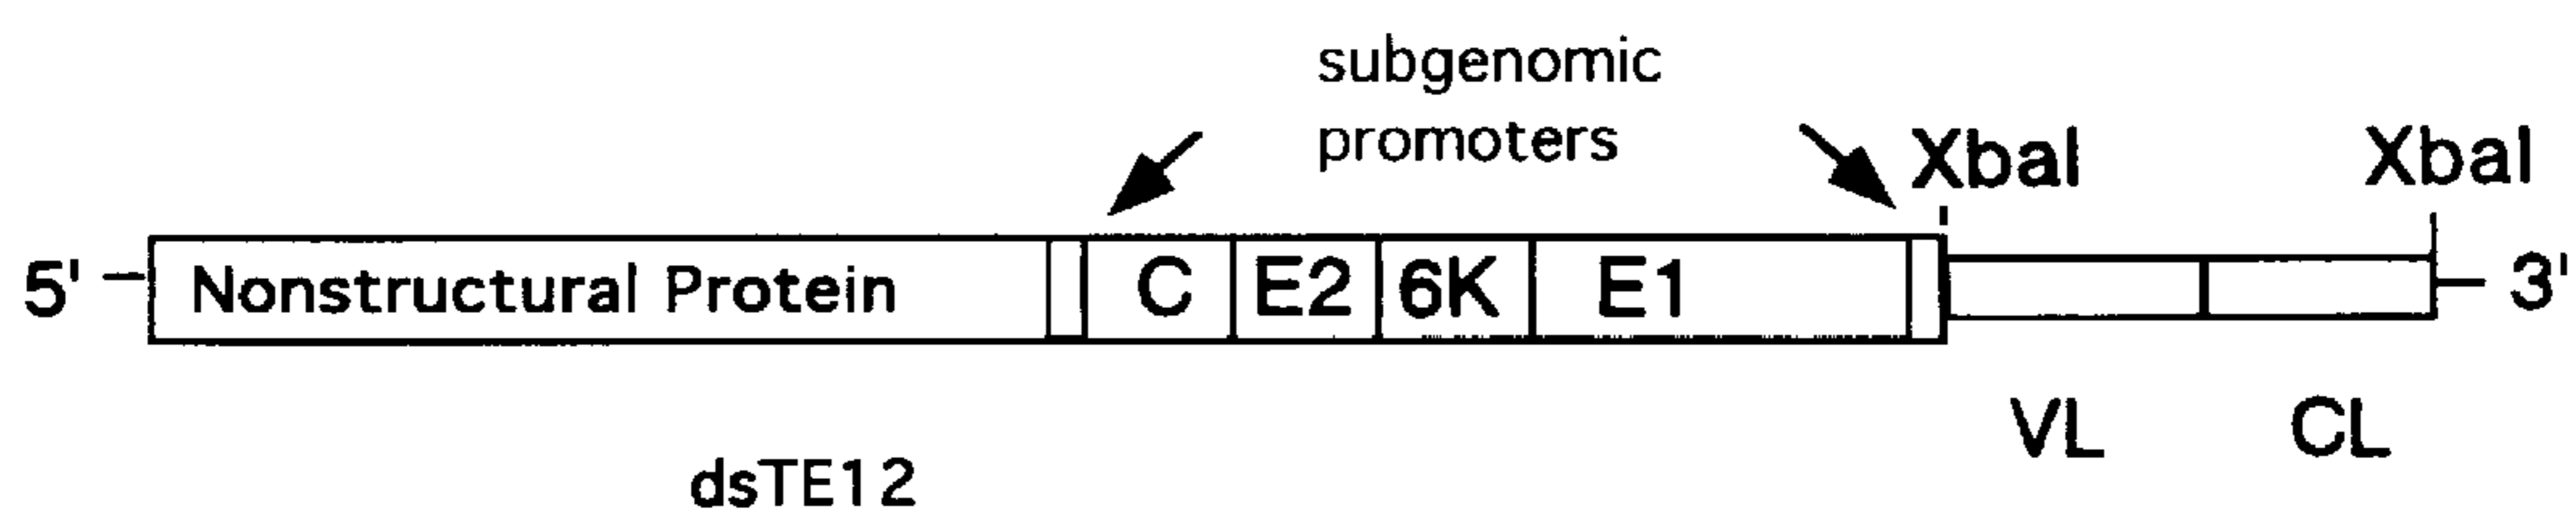 subgenomic
promoters
XbaI XbaI
5' Nonstructural Protein C E2 6K E1 3'
VL CL
dsTE12